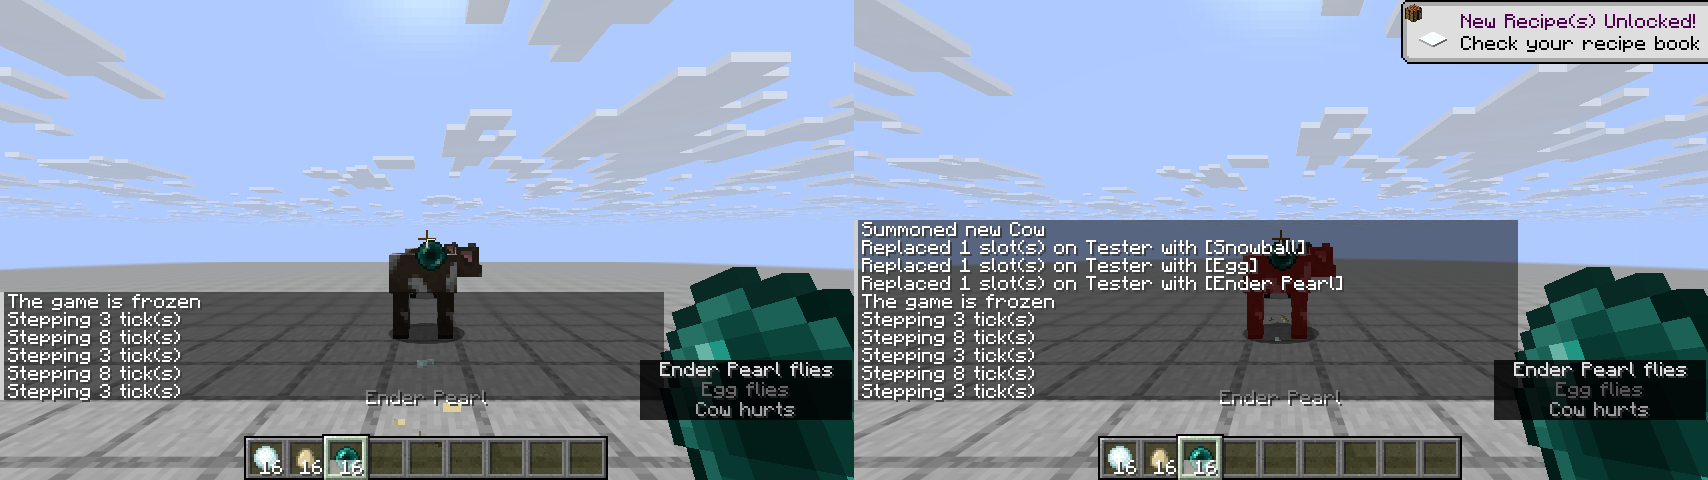 The game is frozen
Stepping 3 tick(s)
Stepping 8 tick(s)
Stepping 3 tick(s)
Stepping 8 tick(s)
Stepping 3 tick(s)
Ender Pearl
Ender Pearl flies
Egg flies
Cow hurts
16
16
16
New Recipe(s) Unlocked!
Check your recipe book
Summoned new Cow
Replaced 1 slot(s) on Tester with [Snowball]
Replaced 1 slot(s) on Tester with [Egg]
Replaced 1 slot(s) on Tester with [Ender Pearl]
The game is frozen
Stepping 3 tick(s)
Stepping 8 tick(s)
Stepping 3 tick(s)
Stepping 8 tick(s)
Stepping 3 tick(s)
Ender Pearl
Ender Pearl flies
Egg flies
Cow hurts
16
16
16